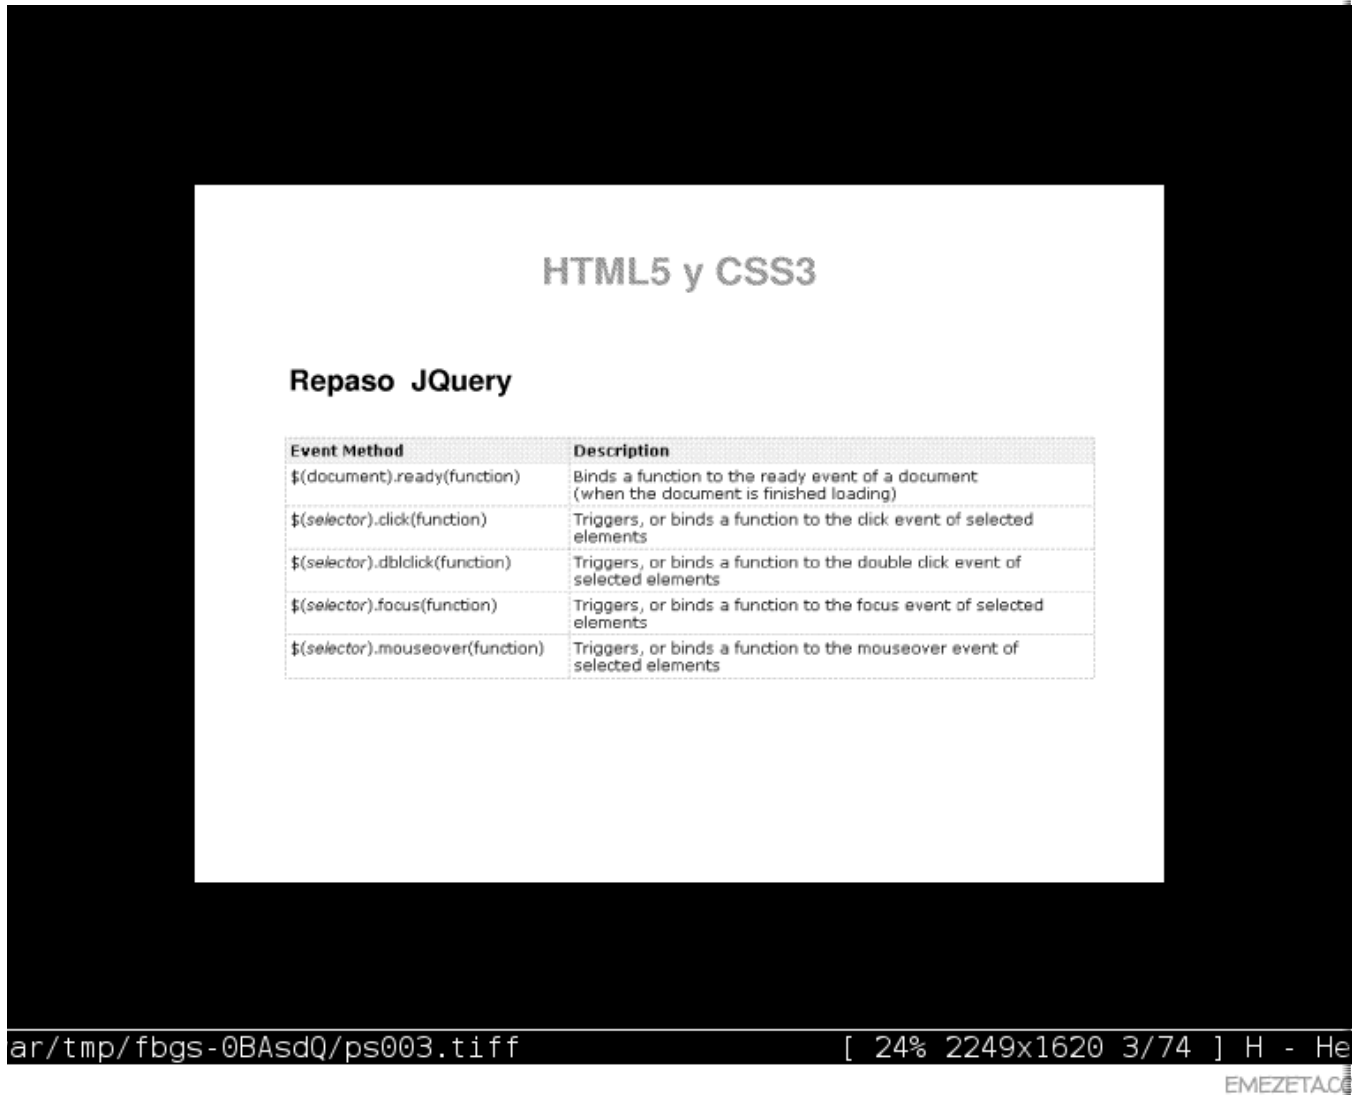 HTML5 y CSS3
Repaso JQuery
Event Method Description
$(document).ready(function) Binds a function to the ready event of a document
(when the document is finished loading)
$(selector).click(function) Triggers, or binds a function to the click event of selected
elements
$(selector).dblclick(function) Triggers, or binds a function to the double click event of
selected elements
$(selector).focus(function) Triggers, or binds a function to the focus event of selected
elements
$(selector).mouseover(function) Triggers, or binds a function to the mouseover event of
selected elements
ar/tmp/fbgs-0BAsdQ/ps003.tiff [ 24% 2249x1620 3/74 ] H - He
EMEZETA.CO